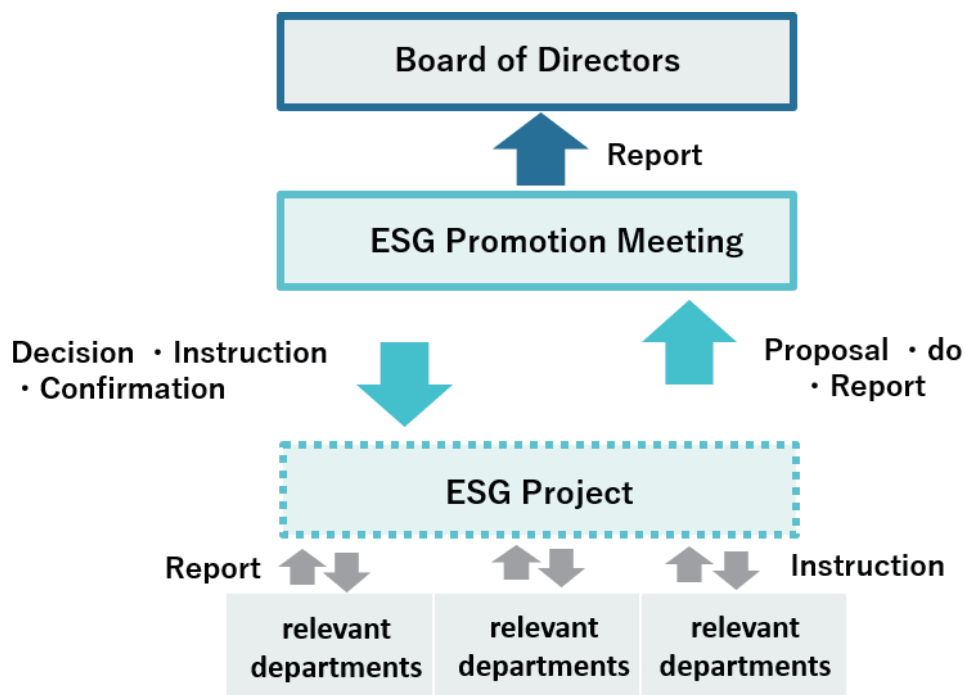 Board of Directors
Report
ESG Promotion Meeting
Decision ・Instruction
・Confirmation
Proposal ・do
・Report
ESG Project
Report
Instruction
relevant
departments
relevant
departments
relevant
departments